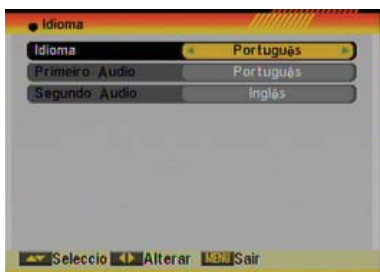 Idioma
Idioma Português
Primeiro Audio Português
Segundo Audio Inglês
Seleccio Alterar MENU Sair